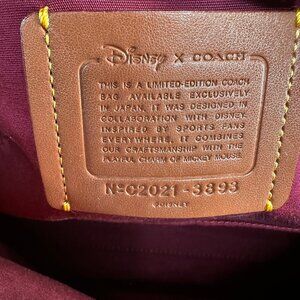 Disney X COACH
THIS IS A LIMITED-EDITION COACH
BAG AVAILABLE EXCLUSIVELY
IN JAPAN. IT WAS DESIGNED IN
COLLABORATION WITH DISNEY.
INSPIRED BY SPORTS FANS
EVERYWHERE, IT COMBINES
OUR CRAFTSMANSHIP WITH THE
PLAYFUL CHARM OF MICKEY MOUSE.
Nº C2021-3893
©DISNEY